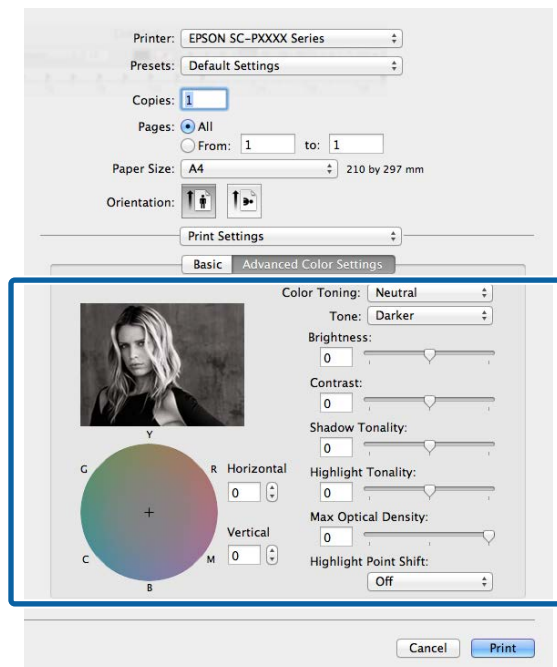 Printer: EPSON SC-PXXXX Series
Presets: Default Settings
Copies: 1
Pages: All
From: 1 to: 1
Paper Size: A4 210 by 297 mm
Orientation:
Print Settings
Basic Advanced Color Settings
Color Toning: Neutral
Tone: Darker
Brightness:
0
Contrast:
0
Shadow Tonality:
0
Highlight Tonality:
0
Max Optical Density:
0
Highlight Point Shift:
Off
Y
G R
C M
B
Horizontal
0
Vertical
0
Cancel Print